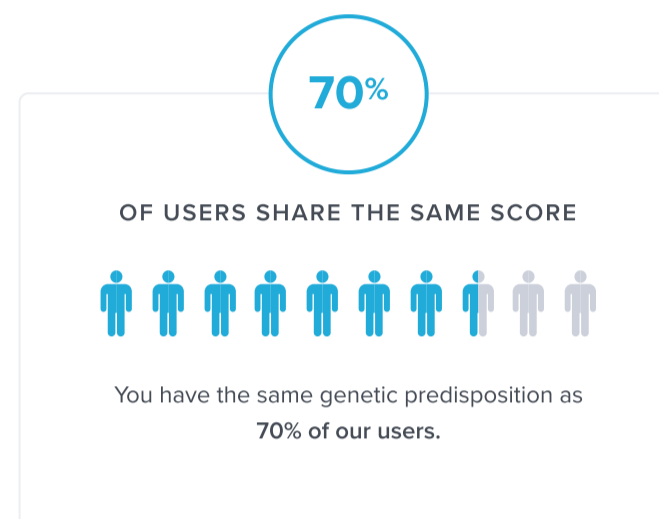 70%
OF USERS SHARE THE SAME SCORE
You have the same genetic predisposition as
70% of our users.